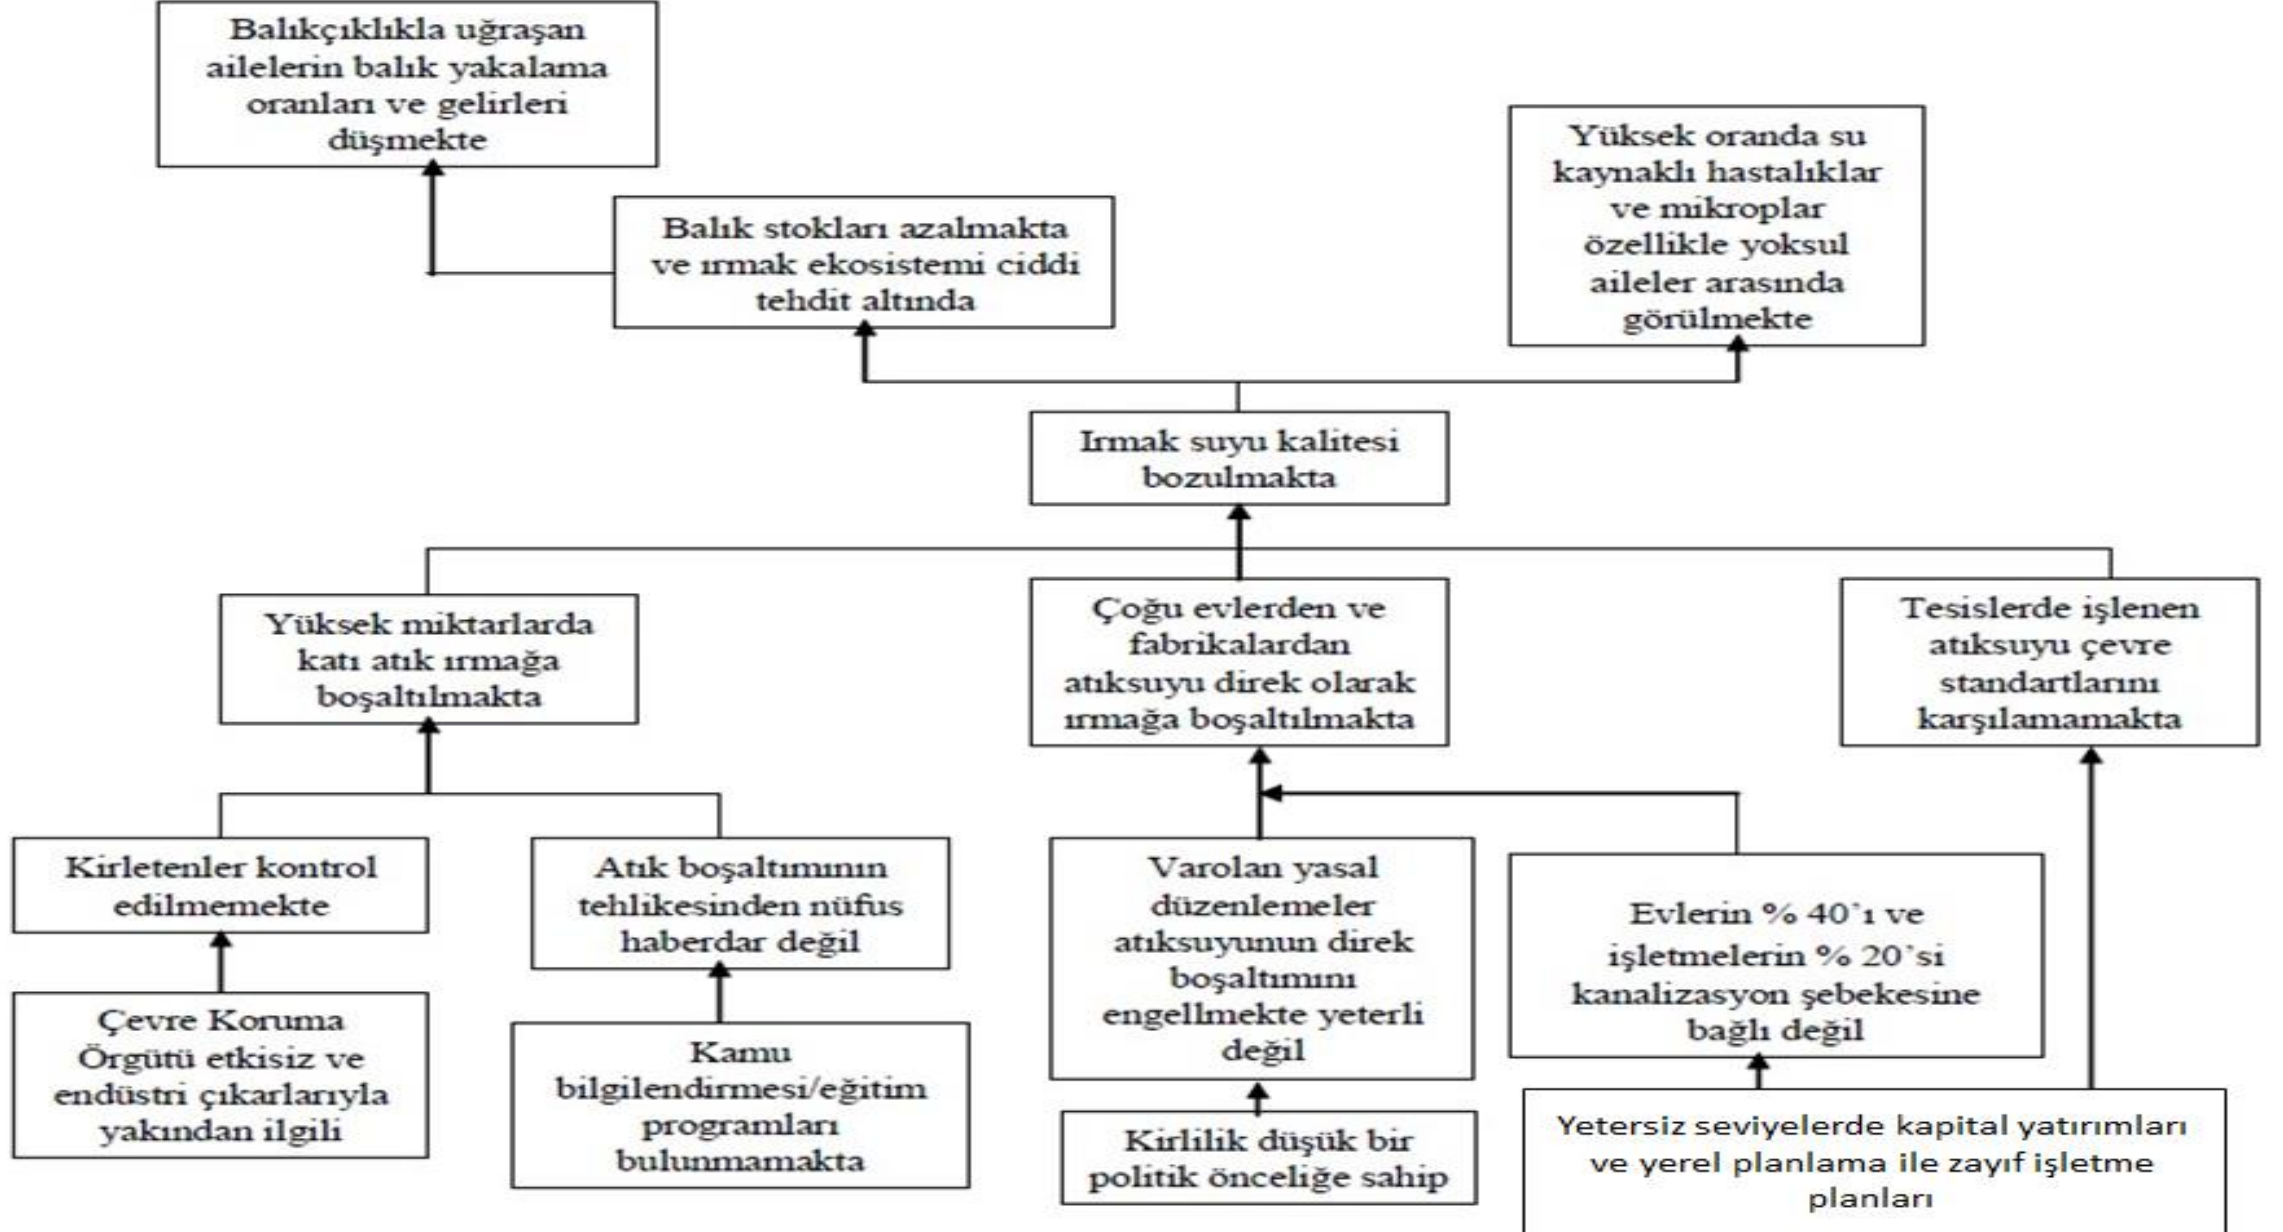 Balıkçıklıkla uğraşan
ailelerin balık yakalama
oranları ve gelirleri
düşmekte
Yüksek oranda su
kaynaklı hastalıklar
ve mikroplar
özellikle yoksul
aileler arasında
görülmekte
Balık stokları azalmakta
ve ırmak ekosistemi ciddi
tehdit altında
Irmak suyu kalitesi
bozulmakta
Yüksek miktarlarda
katı atık ırmağa
boşaltılmakta
Çoğu evlerden ve
fabrikalardan
atıksuyu direk olarak
ırmağa boşaltılmakta
Tesislerde işlenen
atıksuyu çevre
standartlarını
karşılamamakta
Kirletenler kontrol
edilmemekte
Atık boşaltımının
tehlikesinden nüfus
haberdar değil
Varolan yasal
düzenlemeler
atıksuyunun direk
boşaltımını
engellmekte yeterli
değil
Evlerin % 40'ı ve
işletmelerin % 20'si
kanalizasyon şebekesine
bağlı değil
Çevre Koruma
Örgütü etkisiz ve
endüstri çıkarlarıyla
yakından ilgili
Kamu
bilgilendirmesi/eğitim
programları
bulunmamakta
Kirlilik düşük bir
politik önceliğe sahip
Yetersiz seviyelerde kapital yatırımları
ve yerel planlama ile zayıf işletme
planları